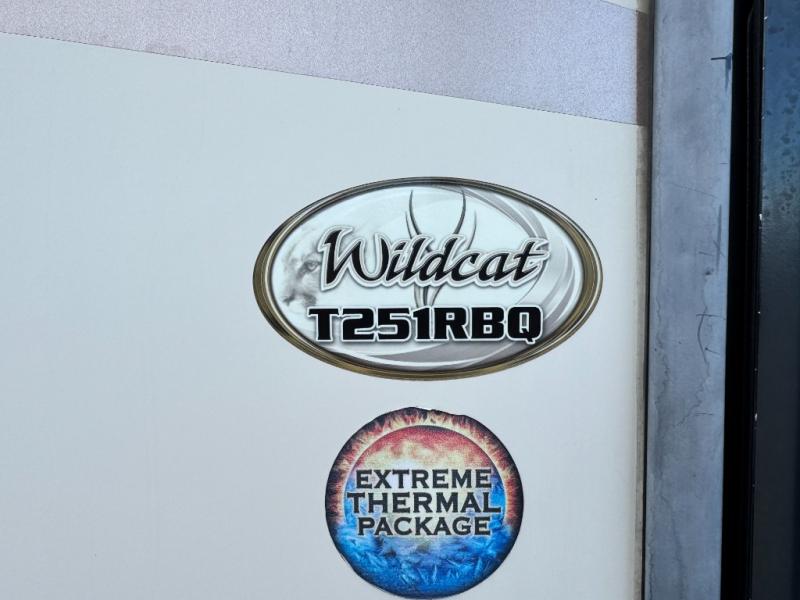 Wildcat
T251RBQ
EXTREME
THERMAL
PACKAGE